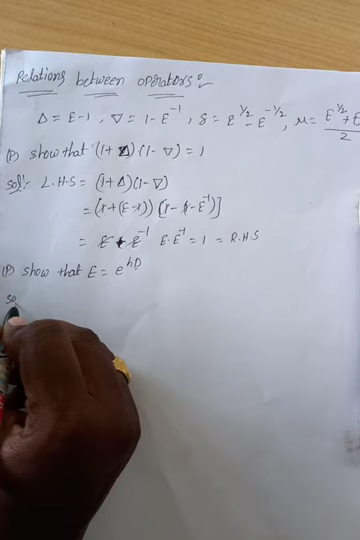 Relations between operators:-
Δ = E-1, ∇ = 1-E⁻¹, δ = E^1/2 - E^-1/2, μ = E^1/2 + E
2
(P) show that (1+Δ)(1-∇) = 1
Sol:- L.H.S = (1+Δ)(1-∇)
= (1+(E-1)) [1-(1-E⁻¹)]
= E E⁻¹ E.E⁻¹ = 1 = R.H.S
(P) show that E = e^hD
So